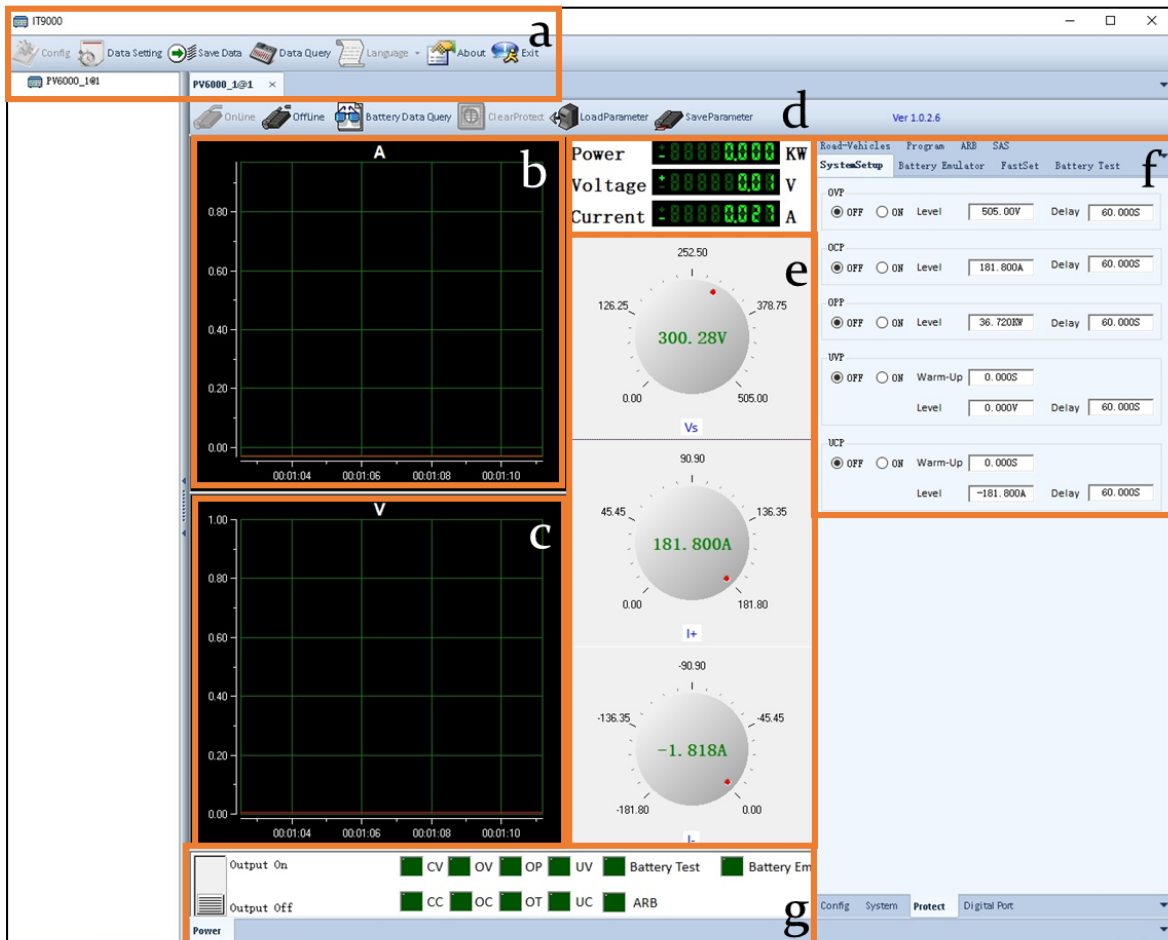 IT9000
a
Config Data Setting Save Data Data Query Language About Exit
PV6000_1@1
PV6000_1@1 ×
OnLine OffLine Battery Data Query ClearProtect LoadParameter SaveParameter
d
Ver 1.0.2.6
A
b
0.80
0.60
0.40
0.20
0.00
00:01:04 00:01:06 00:01:08 00:01:10
V
c
1.00
0.80
0.60
0.40
0.20
0.00
00:01:04 00:01:06 00:01:08 00:01:10
Power 0.000 KW
Voltage 0.01 V
Current 0.027 A
e
252.50
126.25 378.75
300.28V
0.00 505.00
Vs
90.90
45.45 136.35
181.800A
0.00 181.80
I+
-90.90
-136.35 -45.45
-1.818A
-181.80 0.00
I-
Road-Vehicles Program ARB SAS
SystemSetup Battery Emulator FastSet Battery Test
f
OVP
OFF ON Level 505.00V Delay 60.000S
OCP
OFF ON Level 181.800A Delay 60.000S
OPP
OFF ON Level 36.720KW Delay 60.000S
UVP
OFF ON Warm-Up 0.000S
Level 0.000V Delay 60.000S
UCP
OFF ON Warm-Up 0.000S
Level -181.800A Delay 60.000S
Output On CV OV OP UV Battery Test Battery Em
Output Off CC OC OT UC ARB
g
Power
Config System Protect Digital Port